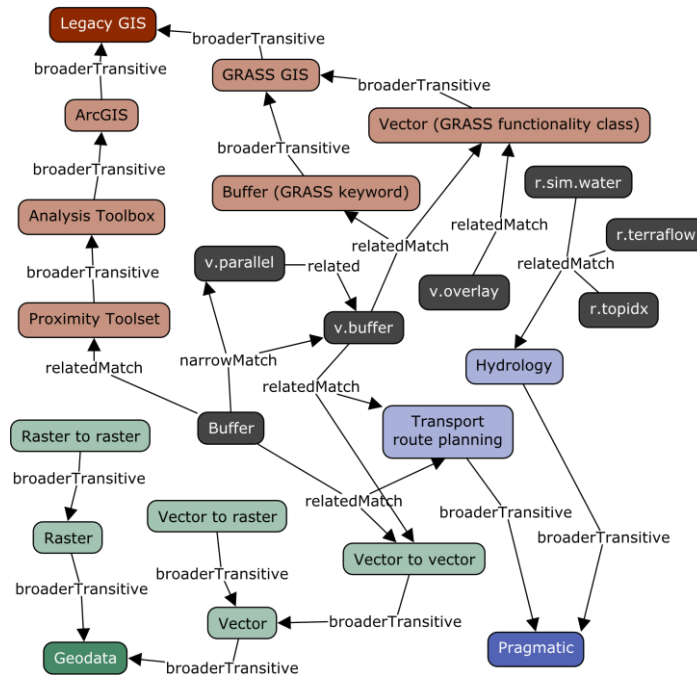 Legacy GIS
broaderTransitive
broaderTransitive
GRASS GIS
broaderTransitive
ArcGIS
Vector (GRASS functionality class)
broaderTransitive
broaderTransitive
r.sim.water
Buffer (GRASS keyword)
Analysis Toolbox
relatedMatch
r.terraflow
relatedMatch
v.parallel
related
relatedMatch
broaderTransitive
v.overlay
r.topidx
Proximity Toolset
v.buffer
narrowMatch
Hydrology
relatedMatch
relatedMatch
Buffer
Transport
route planning
Raster to raster
broaderTransitive
relatedMatch
Vector to raster
broaderTransitive
Raster
broaderTransitive
Vector to vector
broaderTransitive
broaderTransitive
Vector
broaderTransitive
Geodata
broaderTransitive
Pragmatic